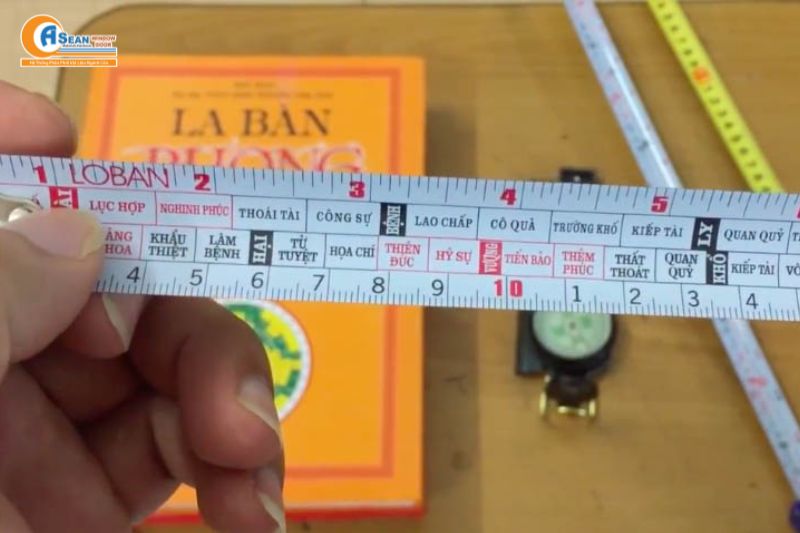 ASEAN WINDOW DOOR
LA BÀN
1 LOBAN 2 3 4 5
TÀI LỤC HỢP NGHINH PHÚC THOÁI TÀI CÔNG SỰ BỆNH LAO CHẤP CÔ QUẢ TRƯỜNG KHỐ KIẾP TÀI LY QUAN QUỶ
HOA KHẨU THIỆT LÂM BỆNH HẠI TỬ TUYỆT HỌA CHÍ THIÊN ĐỨC HỶ SỰ VƯỢNG TIẾN BẢO THÊM PHÚC THẤT THOÁT QUAN QUỶ KHỔ KIẾP TÀI
4 5 6 7 8 9 10 1 2 3 4